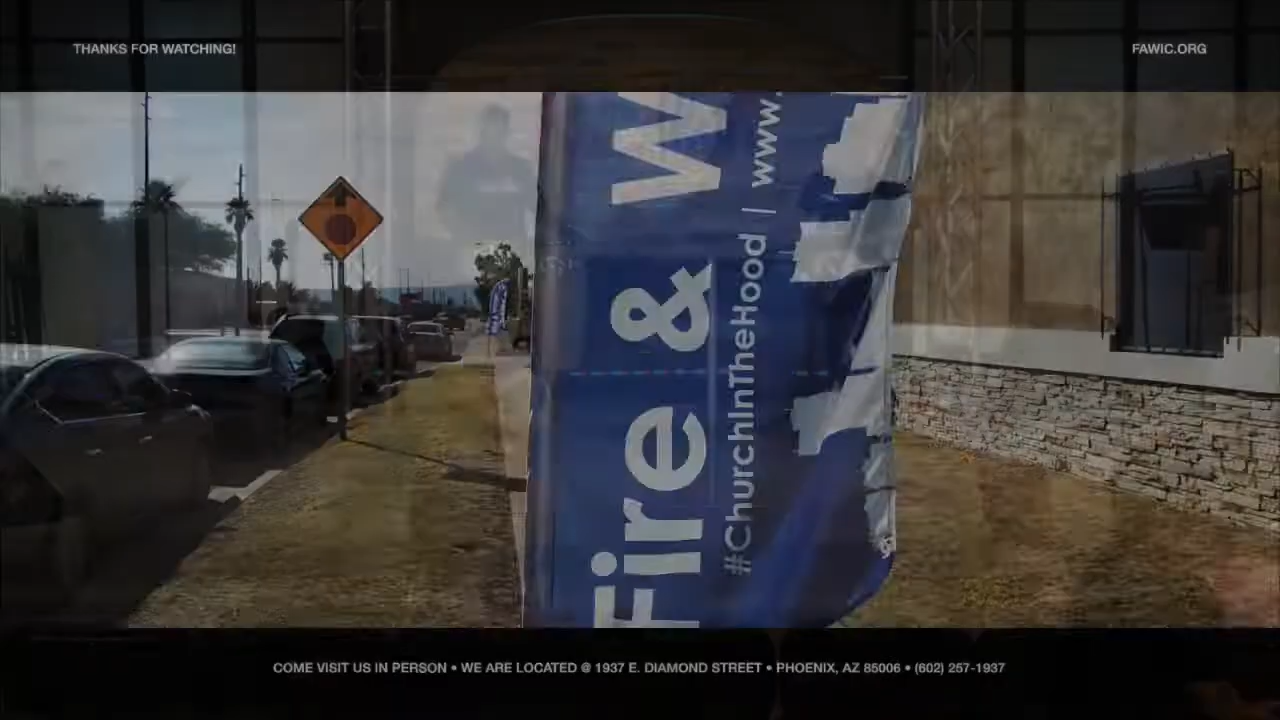 THANKS FOR WATCHING!
FAWIC.ORG
Fire & W
#ChurchInTheHood | www.
COME VISIT US IN PERSON • WE ARE LOCATED @ 1937 E. DIAMOND STREET • PHOENIX, AZ 85006 • (602) 257-1937